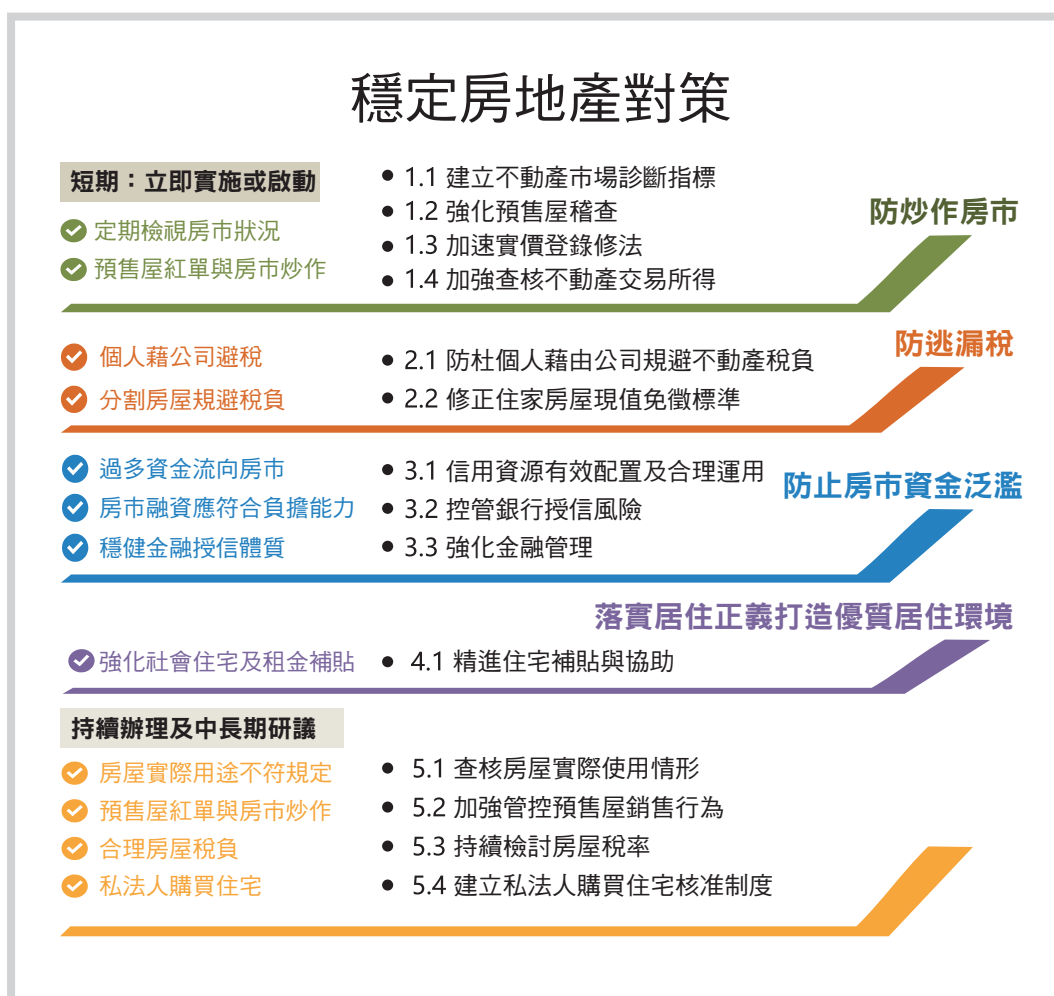 穩定房地產對策
短期：立即實施或啟動
定期檢視房市狀況
預售屋紅單與房市炒作
1.1 建立不動產市場診斷指標
1.2 強化預售屋稽查
1.3 加速實價登錄修法
1.4 加強查核不動產交易所得
防炒作房市
個人藉公司避稅
分割房屋規避稅負
2.1 防杜個人藉由公司規避不動產稅負
2.2 修正住家房屋現值免徵標準
防逃漏稅
過多資金流向房市
房市融資應符合負擔能力
穩健金融授信體質
3.1 信用資源有效配置及合理運用
3.2 控管銀行授信風險
3.3 強化金融管理
防止房市資金泛濫
落實居住正義打造優質居住環境
強化社會住宅及租金補貼
4.1 精進住宅補貼與協助
持續辦理及中長期研議
房屋實際用途不符規定
預售屋紅單與房市炒作
合理房屋稅負
私法人購買住宅
5.1 查核房屋實際使用情形
5.2 加強管控預售屋銷售行為
5.3 持續檢討房屋稅率
5.4 建立私法人購買住宅核准制度